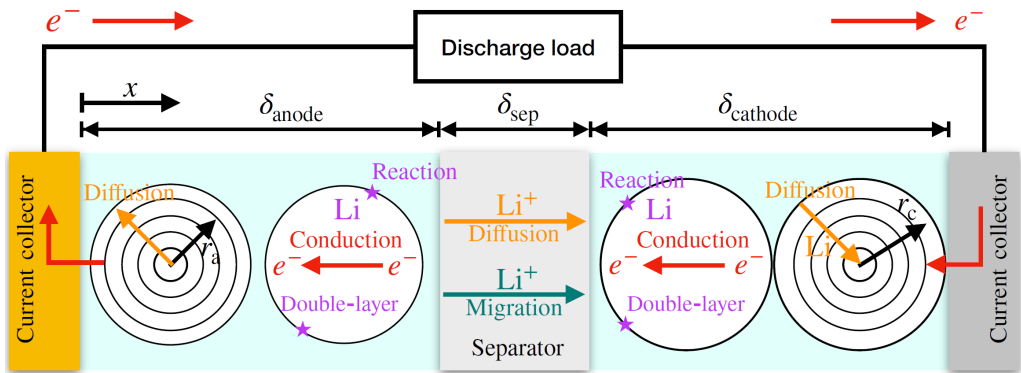 e⁻
e⁻
Discharge load
x
δanode
δsep
δcathode
Current collector
Diffusion
rₐ
Reaction
Li
Conduction
e⁻
e⁻
Double-layer
Li⁺
Diffusion
Li⁺
Migration
Separator
Reaction
Li
Conduction
e⁻
e⁻
Double-layer
Diffusion
Li
r_c
Current collector